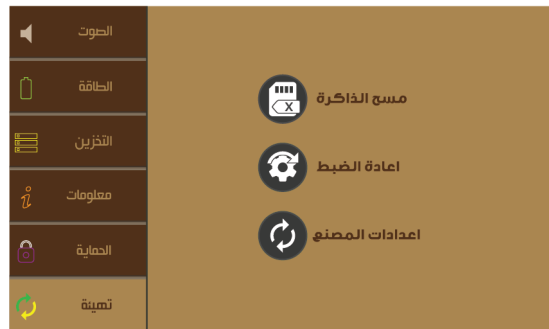 الصوت
الطاقة
التخزين
معلومات
الحماية
تهيئة
مسح الذاكرة
اعادة الضبط
اعدادات المصنع